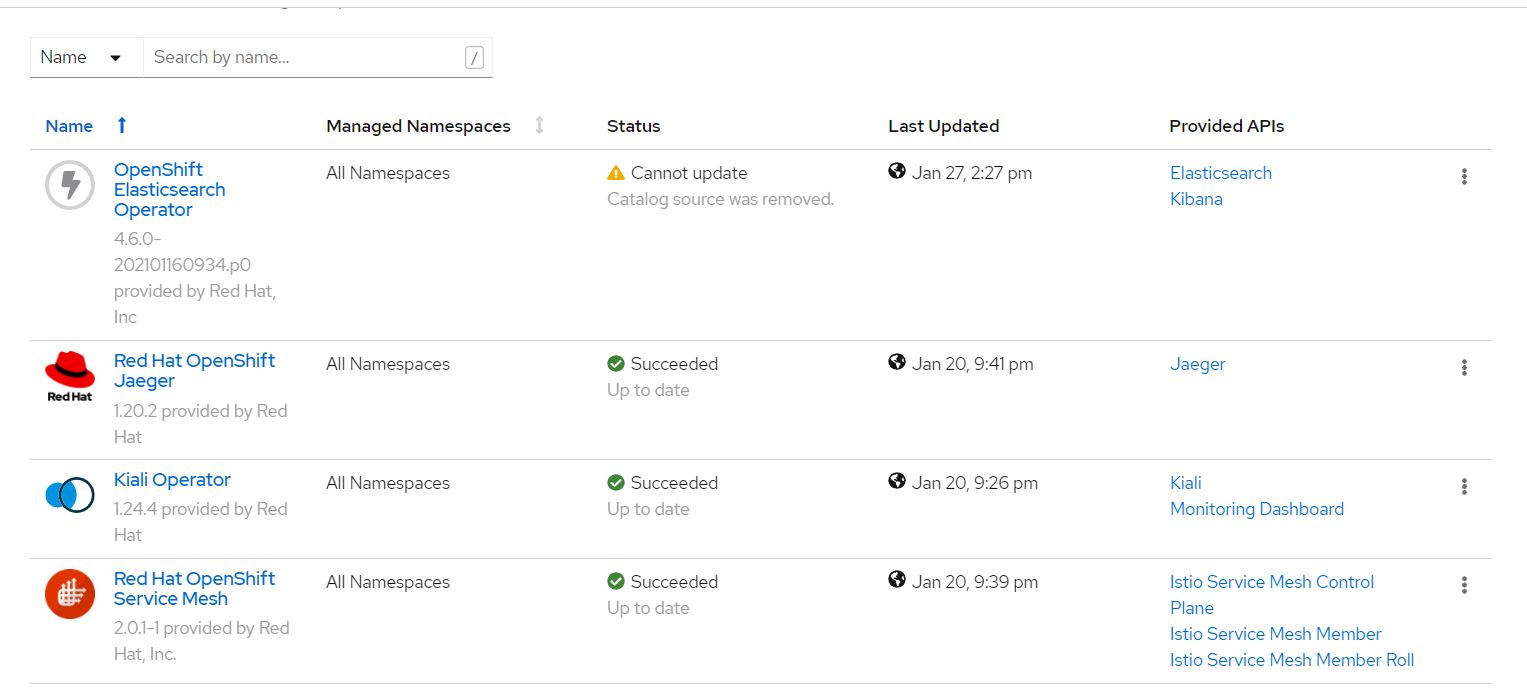 Name
Search by name...
/
Name
Managed Namespaces
Status
Last Updated
Provided APIs
OpenShift
Elasticsearch
Operator
4.6.0-
202101160934.p0
provided by Red Hat,
Inc
All Namespaces
Cannot update
Catalog source was removed.
Jan 27, 2:27 pm
Elasticsearch
Kibana
Red Hat
Red Hat OpenShift
Jaeger
1.20.2 provided by Red
Hat
All Namespaces
Succeeded
Up to date
Jan 20, 9:41 pm
Jaeger
Kiali Operator
1.24.4 provided by Red
Hat
All Namespaces
Succeeded
Up to date
Jan 20, 9:26 pm
Kiali
Monitoring Dashboard
Red Hat OpenShift
Service Mesh
2.0.1-1 provided by Red
Hat, Inc.
All Namespaces
Succeeded
Up to date
Jan 20, 9:39 pm
Istio Service Mesh Control
Plane
Istio Service Mesh Member
Istio Service Mesh Member Roll